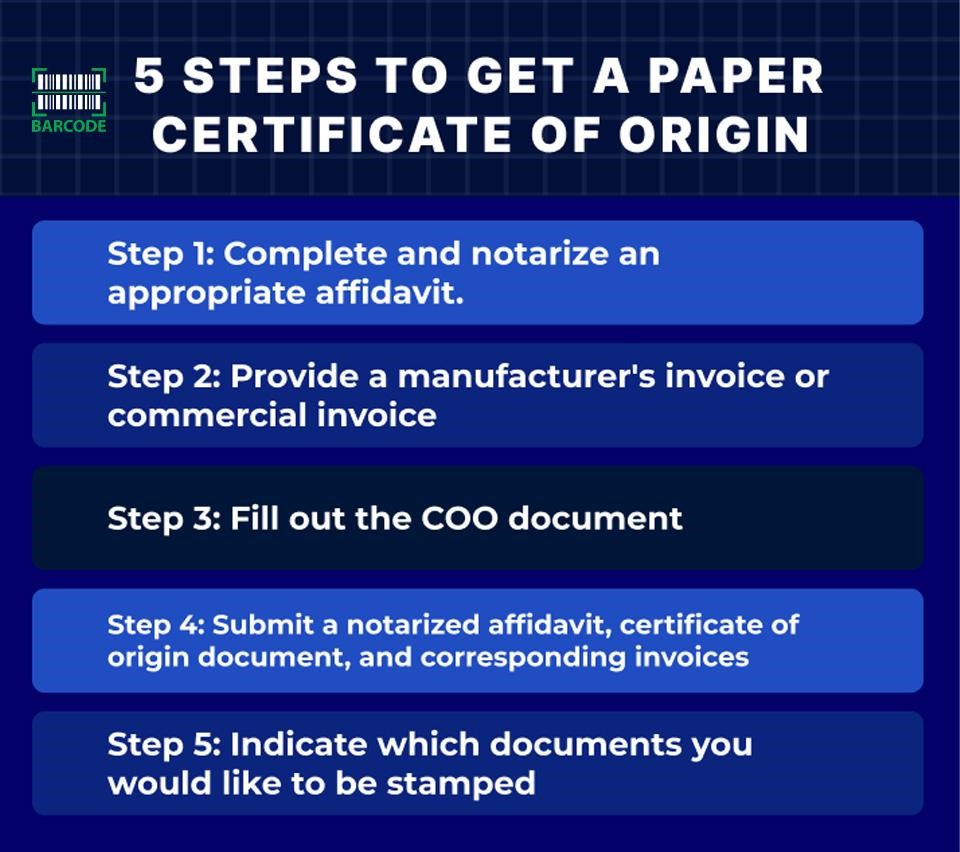 5 STEPS TO GET A PAPER
CERTIFICATE OF ORIGIN
BARCODE
Step 1: Complete and notarize an
appropriate affidavit.
Step 2: Provide a manufacturer's invoice or
commercial invoice
Step 3: Fill out the COO document
Step 4: Submit a notarized affidavit, certificate of
origin document, and corresponding invoices
Step 5: Indicate which documents you
would like to be stamped